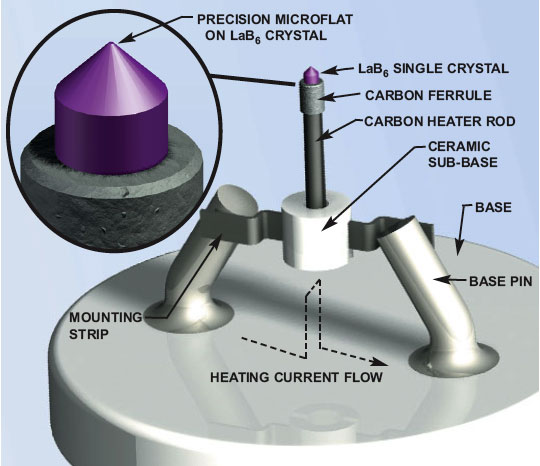 PRECISION MICROFLAT
ON LaB₆ CRYSTAL
LaB₆ SINGLE CRYSTAL
CARBON FERRULE
CARBON HEATER ROD
CERAMIC
SUB-BASE
BASE
BASE PIN
MOUNTING
STRIP
HEATING CURRENT FLOW